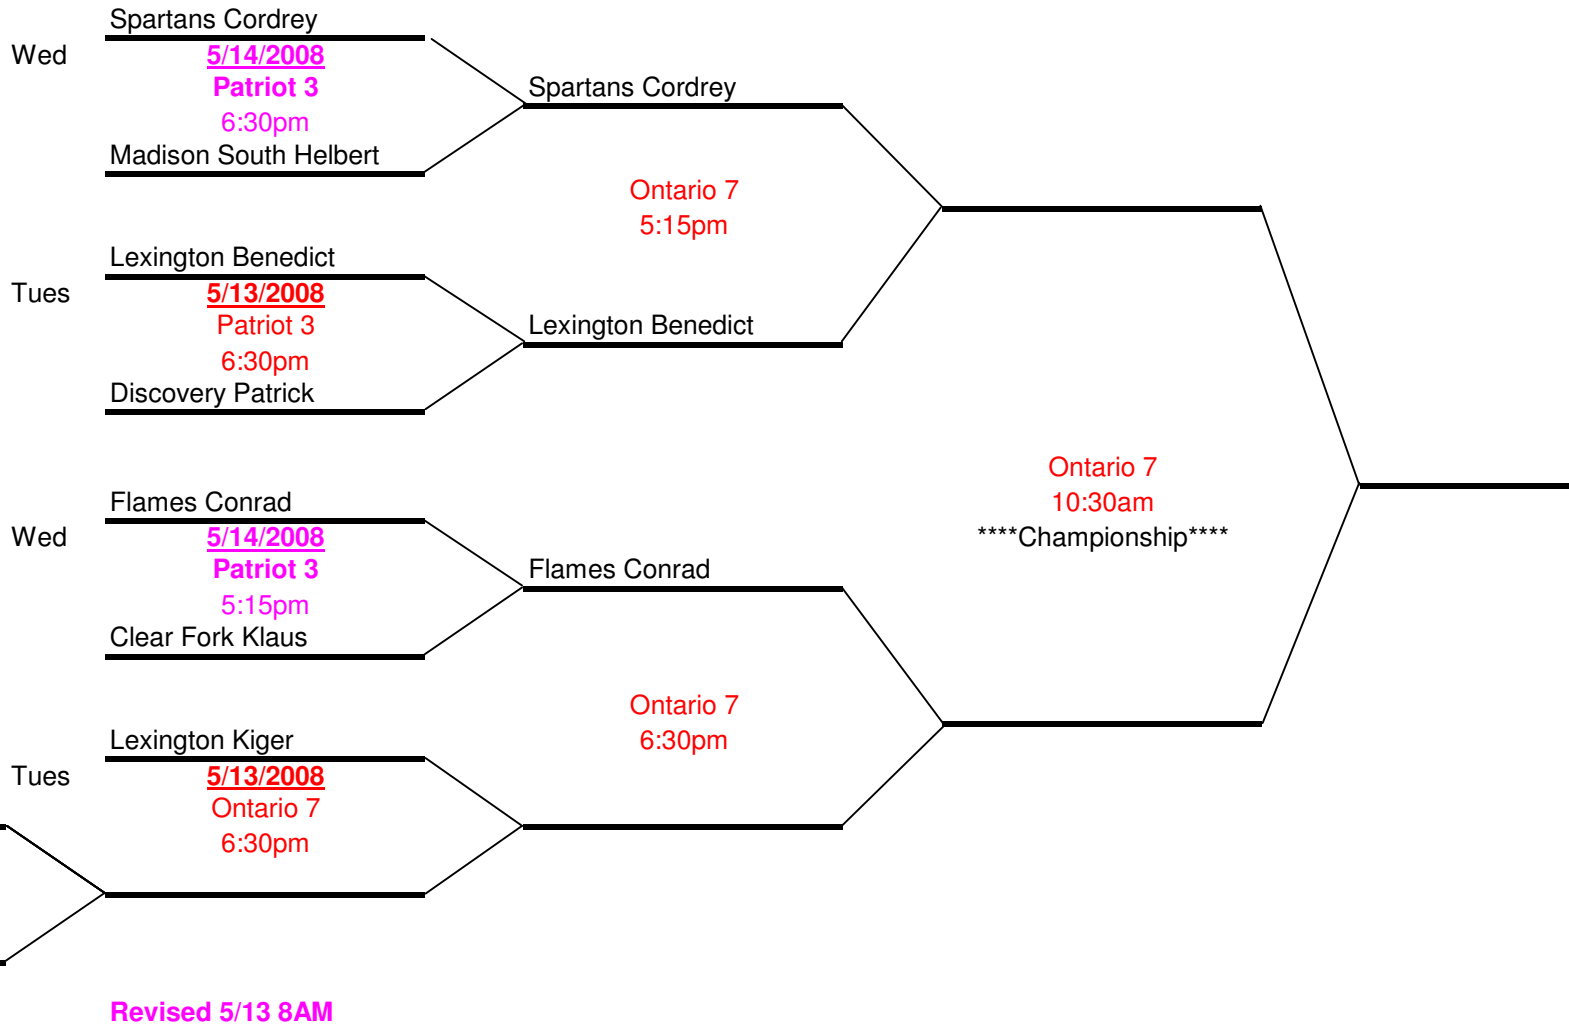 Spartans Cordrey
Wed
5/14/2008
Patriot 3
6:30pm
Madison South Helbert
Spartans Cordrey
Ontario 7
5:15pm
Lexington Benedict
Tues
5/13/2008
Patriot 3
6:30pm
Discovery Patrick
Lexington Benedict
Ontario 7
10:30am
****Championship****
Flames Conrad
Wed
5/14/2008
Patriot 3
5:15pm
Clear Fork Klaus
Flames Conrad
Ontario 7
6:30pm
Lexington Kiger
Tues
5/13/2008
Ontario 7
6:30pm
Revised 5/13 8AM